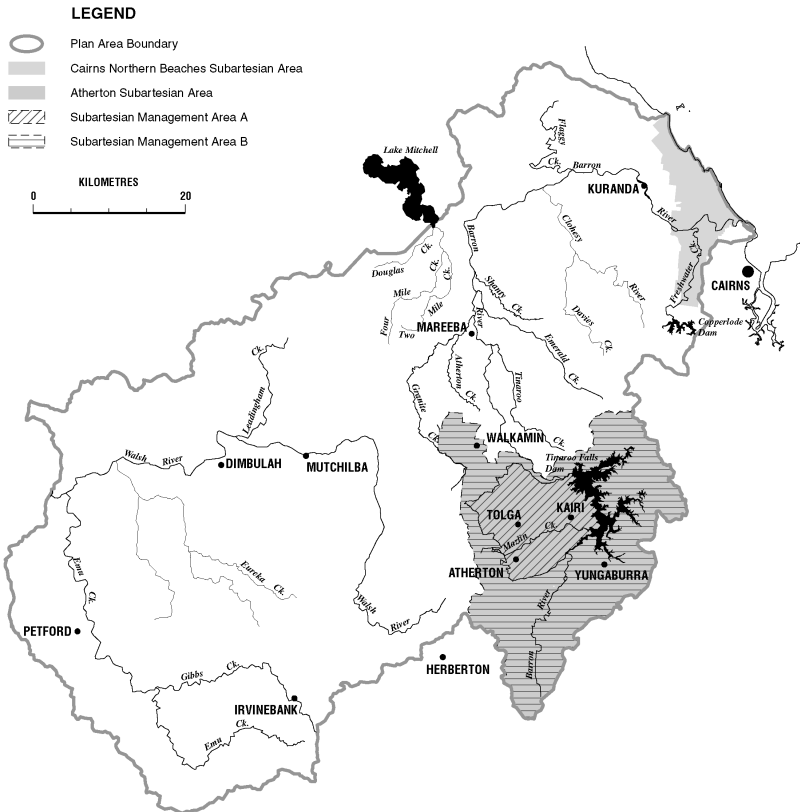 LEGEND
Plan Area Boundary
Cairns Northern Beaches Subartesian Area
Atherton Subartesian Area
Subartesian Management Area A
Subartesian Management Area B
KILOMETRES
0 20
Lake Mitchell
Flaggy
Ck.
Barron
KURANDA
River
Clohesy
River
Barron
River
Freshwater
Ck.
CAIRNS
Copperlode
Dam
Douglas
Ck.
Four
Mile
Ck.
Two
Mile
Ck.
Shanty
Ck.
Davies
Ck.
MAREEBA
Emerald
Ck.
Granite
Ck.
Atherton
Ck.
Tinaroo
Ck.
Leadingham
Ck.
WALKAMIN
Tinaroo Falls
Dam
Walsh
River
DIMBULAH
MUTCHILBA
TOLGA
KAIRI
Mazlin
Ck.
ATHERTON
YUNGABURRA
Emu
Ck.
Eureka
Ck.
Walsh
River
River
Barron
PETFORD
HERBERTON
Gibbs
Ck.
IRVINEBANK
Emu
Ck.